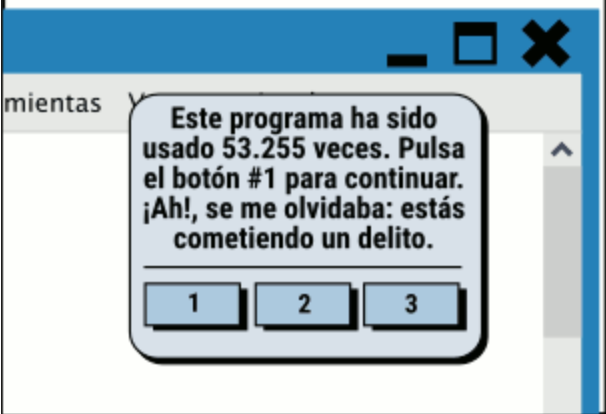 mientas
Este programa ha sido
usado 53.255 veces. Pulsa
el botón #1 para continuar.
¡Ah!, se me olvidaba: estás
cometiendo un delito.
1 2 3